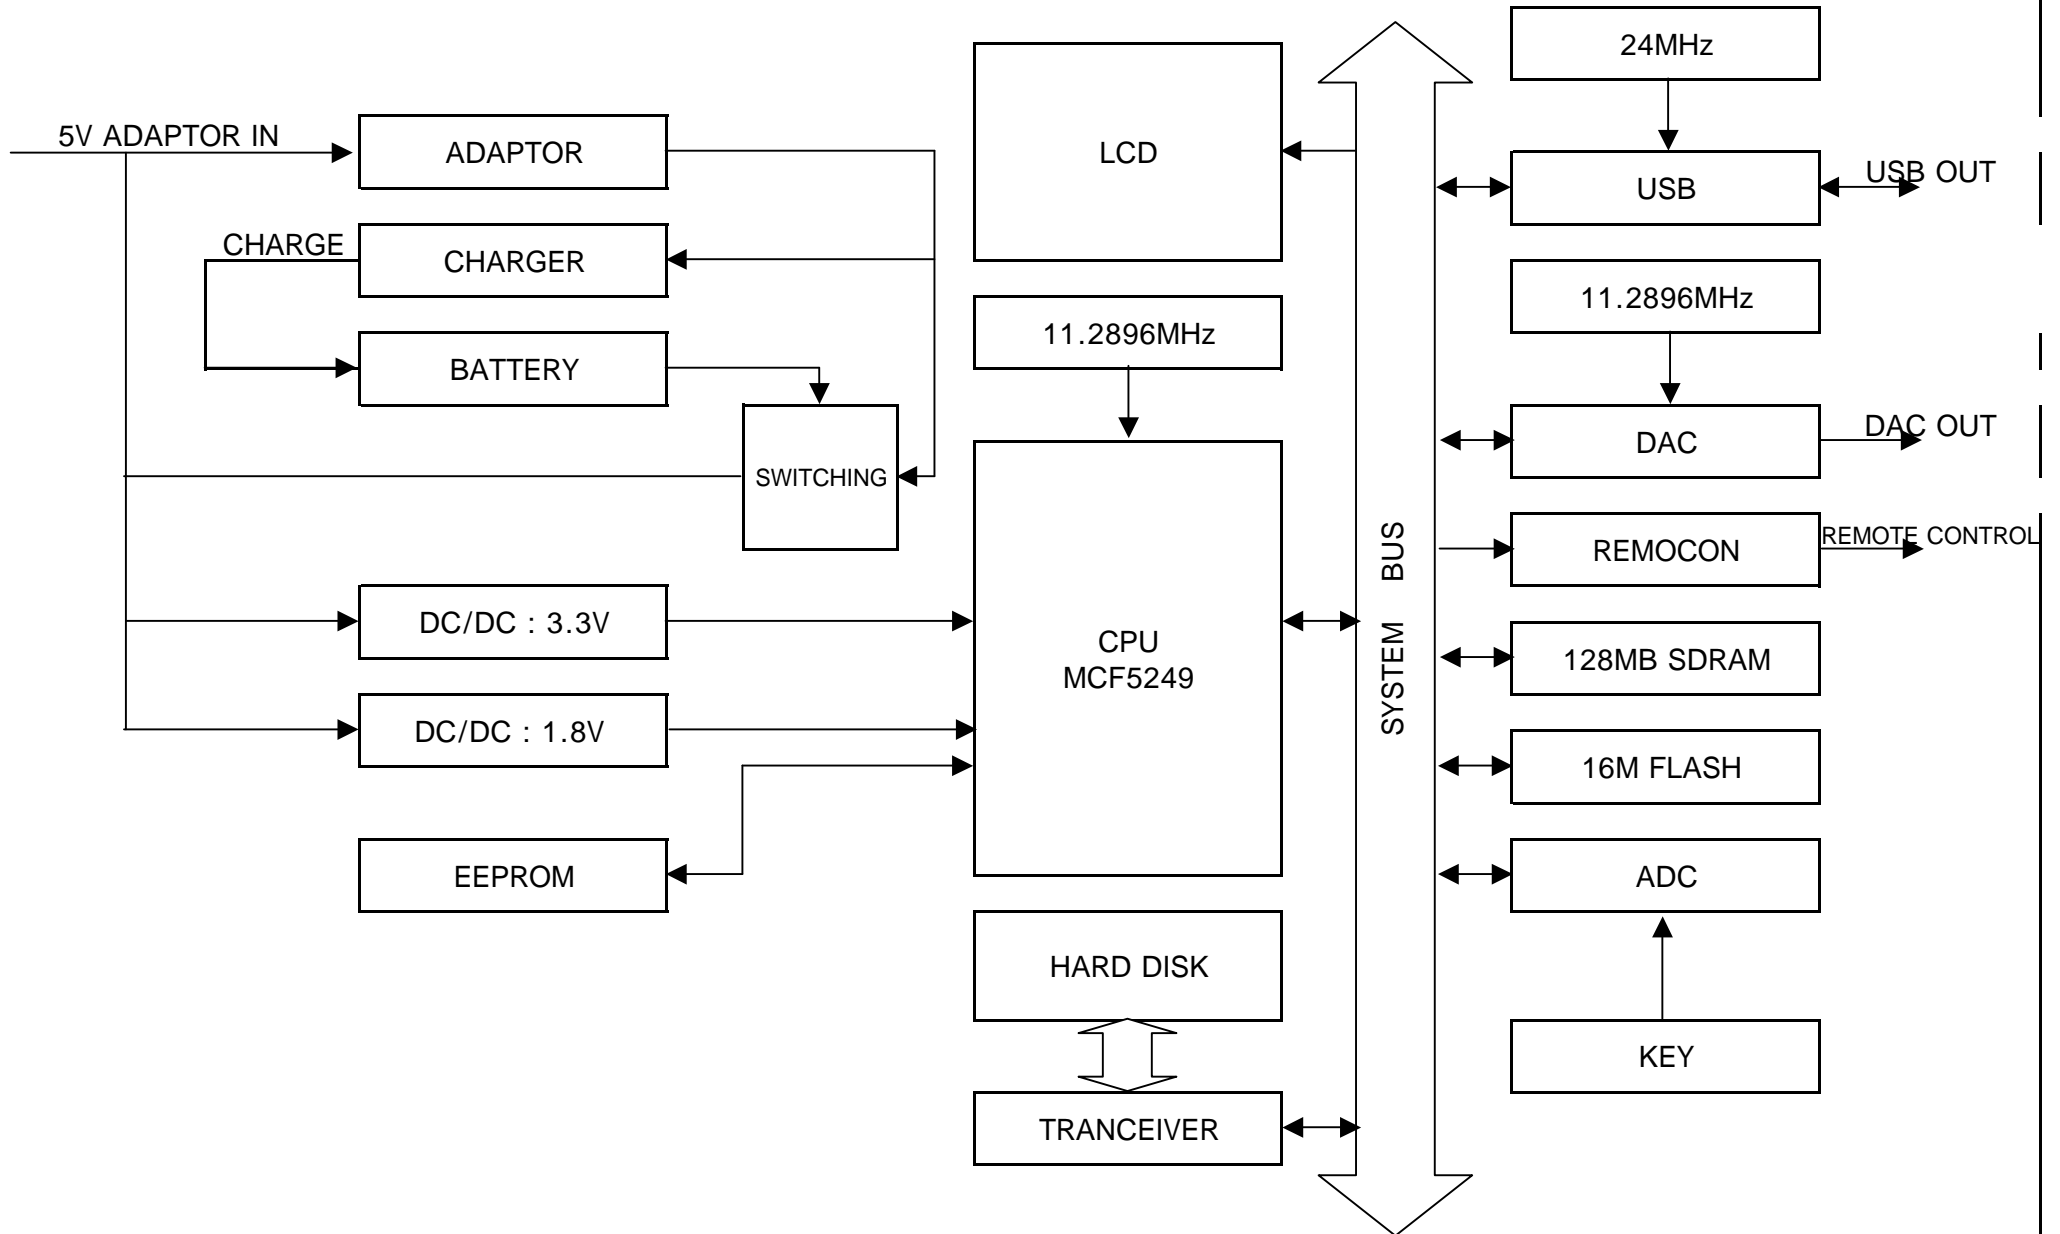 5V ADAPTOR IN
ADAPTOR
CHARGE
CHARGER
BATTERY
SWITCHING
DC/DC : 3.3V
DC/DC : 1.8V
EEPROM
LCD
11.2896MHz
CPU
MCF5249
HARD DISK
TRANCEIVER
SYSTEM BUS
24MHz
USB
USB OUT
11.2896MHz
DAC
DAC OUT
REMOCON
REMOTE CONTROL
128MB SDRAM
16M FLASH
ADC
KEY